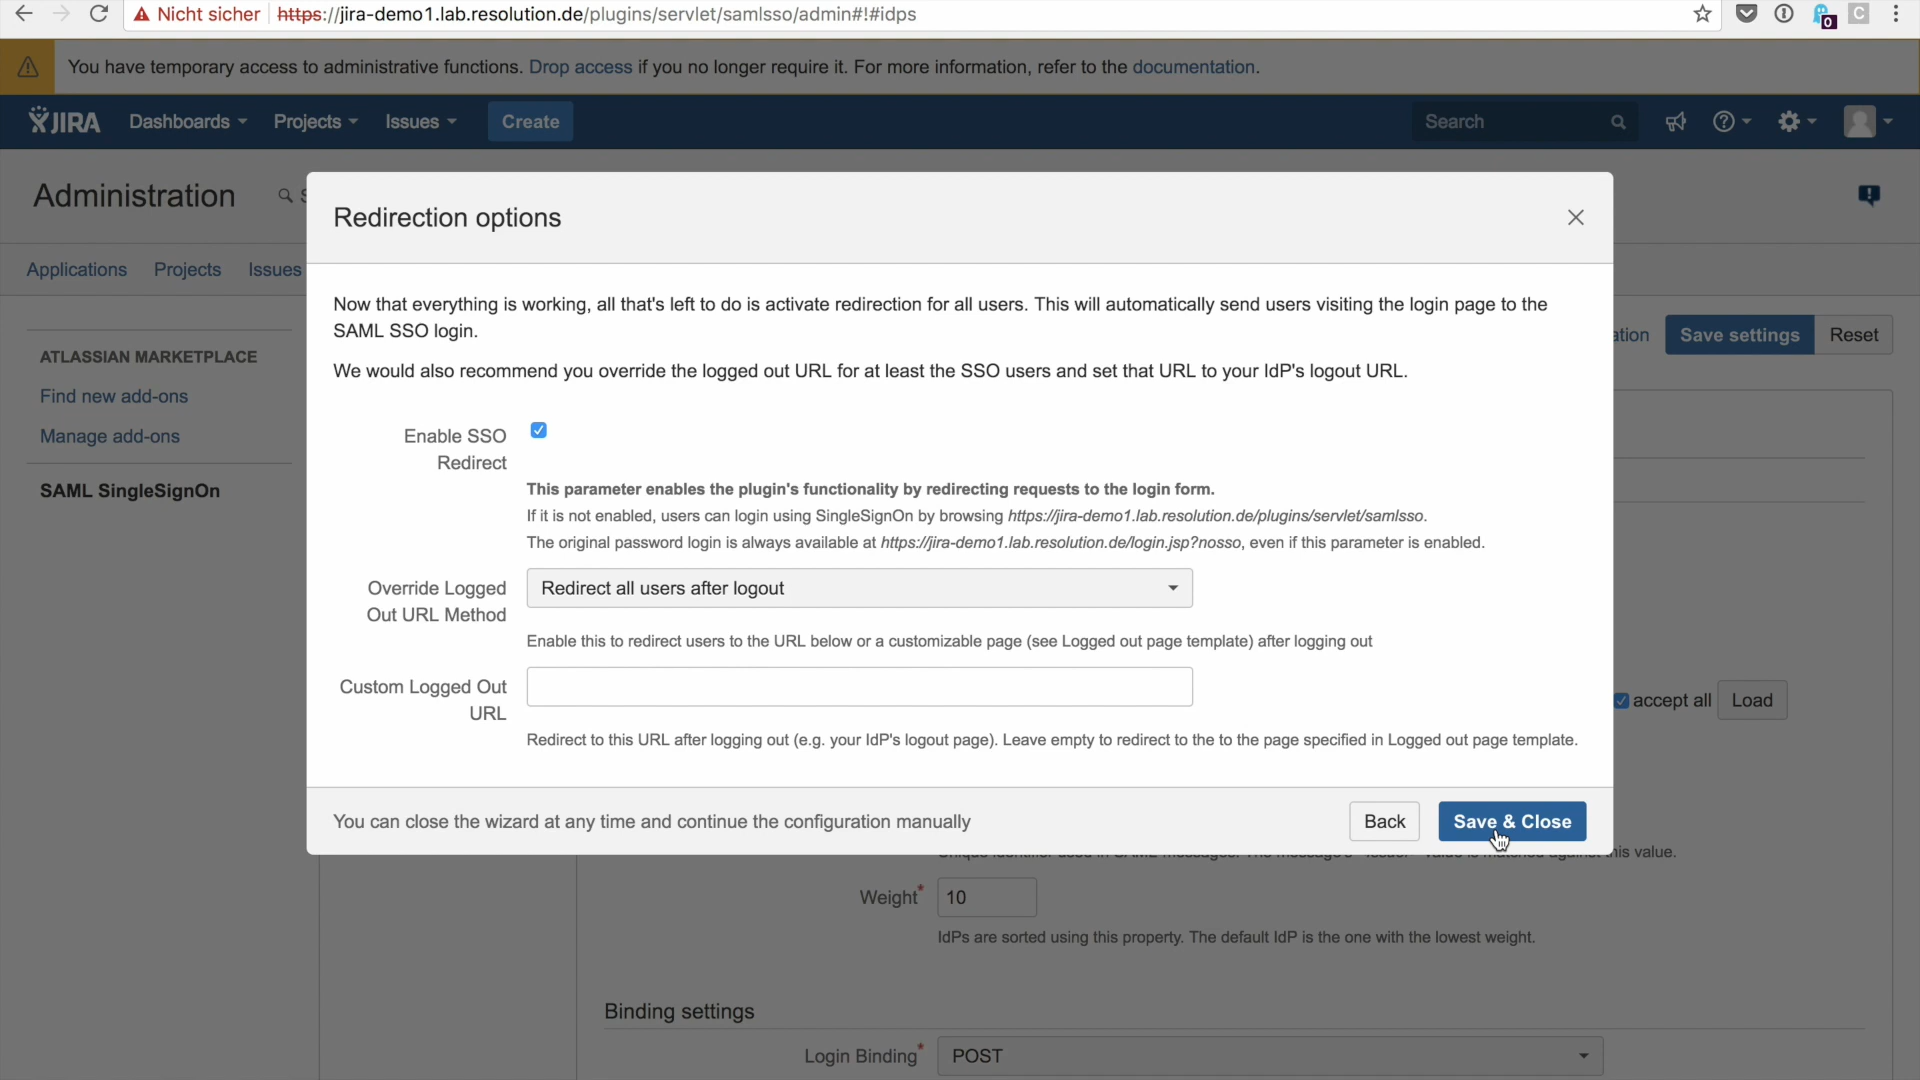 Nicht sicher https://jira-demo1.lab.resolution.de/plugins/servlet/samlsso/admin#!#idps
0 C
You have temporary access to administrative functions. Drop access if you no longer require it. For more information, refer to the documentation.
JIRA Dashboards Projects Issues Create Search
Administration
Redirection options
Applications Projects Issues
Now that everything is working, all that's left to do is activate redirection for all users. This will automatically send users visiting the login page to the
SAML SSO login.
Save settings Reset
ATLASSIAN MARKETPLACE
We would also recommend you override the logged out URL for at least the SSO users and set that URL to your IdP's logout URL.
Find new add-ons
Manage add-ons
Enable SSO
Redirect
SAML SingleSignOn
This parameter enables the plugin's functionality by redirecting requests to the login form.
If it is not enabled, users can login using SingleSignOn by browsing https://jira-demo1.lab.resolution.de/plugins/servlet/samlsso.
The original password login is always available at https://jira-demo1.lab.resolution.de/login.jsp?nosso, even if this parameter is enabled.
Override Logged
Out URL Method
Redirect all users after logout
Enable this to redirect users to the URL below or a customizable page (see Logged out page template) after logging out
Custom Logged Out
URL
accept all Load
Redirect to this URL after logging out (e.g. your IdP's logout page). Leave empty to redirect to the to the page specified in Logged out page template.
You can close the wizard at any time and continue the configuration manually
Back Save & Close
this value.
Weight* 10
IdPs are sorted using this property. The default IdP is the one with the lowest weight.
Binding settings
Login Binding* POST